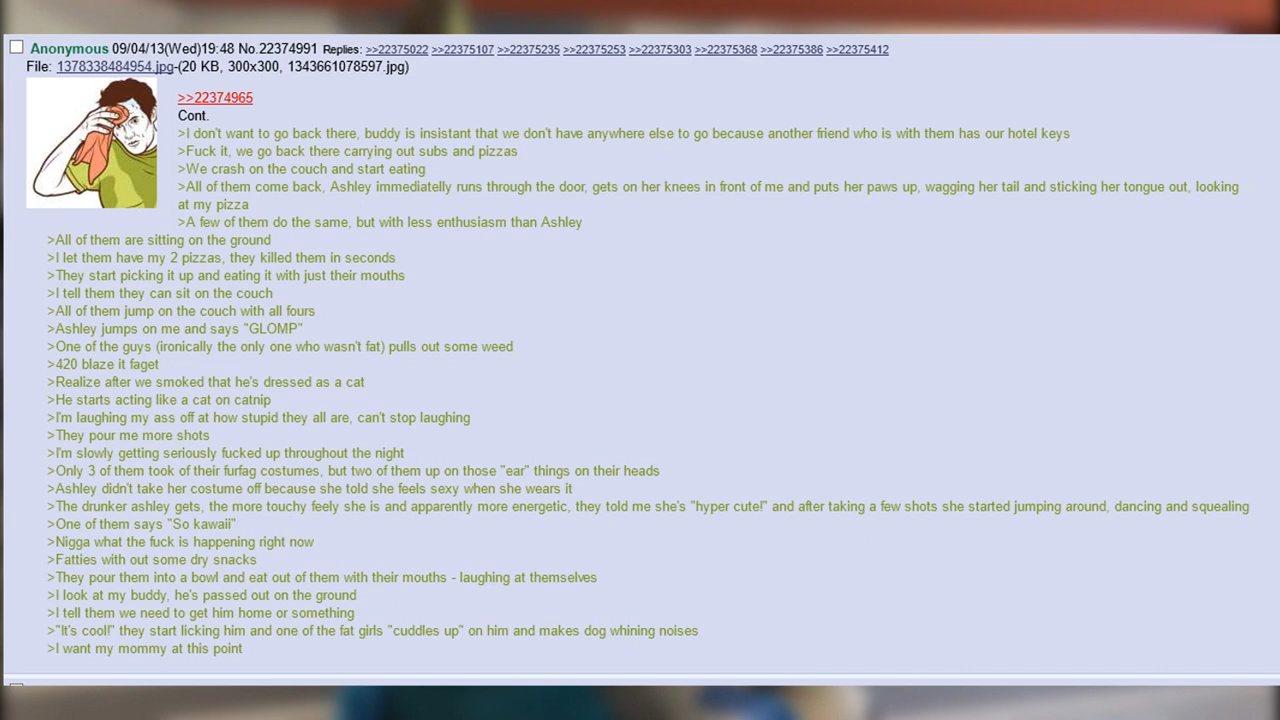 Anonymous 09/04/13(Wed)19:48 No.22374991 Replies: >>22375022 >>22375107 >>22375235 >>22375253 >>22375303 >>22375368 >>22375386 >>22375412
File: 1378338484954.jpg-(20 KB, 300x300, 1343661078597.jpg)
>>22374965
Cont.
>I don't want to go back there, buddy is insistant that we don't have anywhere else to go because another friend who is with them has our hotel keys
>Fuck it, we go back there carrying out subs and pizzas
>We crash on the couch and start eating
>All of them come back, Ashley immediatelly runs through the door, gets on her knees in front of me and puts her paws up, wagging her tail and sticking her tongue out, looking
at my pizza
>A few of them do the same, but with less enthusiasm than Ashley
>All of them are sitting on the ground
>I let them have my 2 pizzas, they killed them in seconds
>They start picking it up and eating it with just their mouths
>I tell them they can sit on the couch
>All of them jump on the couch with all fours
>Ashley jumps on me and says "GLOMP"
>One of the guys (ironically the only one who wasn't fat) pulls out some weed
>420 blaze it faget
>Realize after we smoked that he's dressed as a cat
>He starts acting like a cat on catnip
>I'm laughing my ass off at how stupid they all are, can't stop laughing
>They pour me more shots
>I'm slowly getting seriously fucked up throughout the night
>Only 3 of them took of their furfag costumes, but two of them up on those "ear" things on their heads
>Ashley didn't take her costume off because she told she feels sexy when she wears it
>The drunker ashley gets, the more touchy feely she is and apparently more energetic, they told me she's "hyper cute!" and after taking a few shots she started jumping around, dancing and squealing
>One of them says "So kawaii"
>Nigga what the fuck is happening right now
>Fatties with out some dry snacks
>They pour them into a bowl and eat out of them with their mouths - laughing at themselves
>I look at my buddy, he's passed out on the ground
>I tell them we need to get him home or something
>"It's cool!" they start licking him and one of the fat girls "cuddles up" on him and makes dog whining noises
>I want my mommy at this point